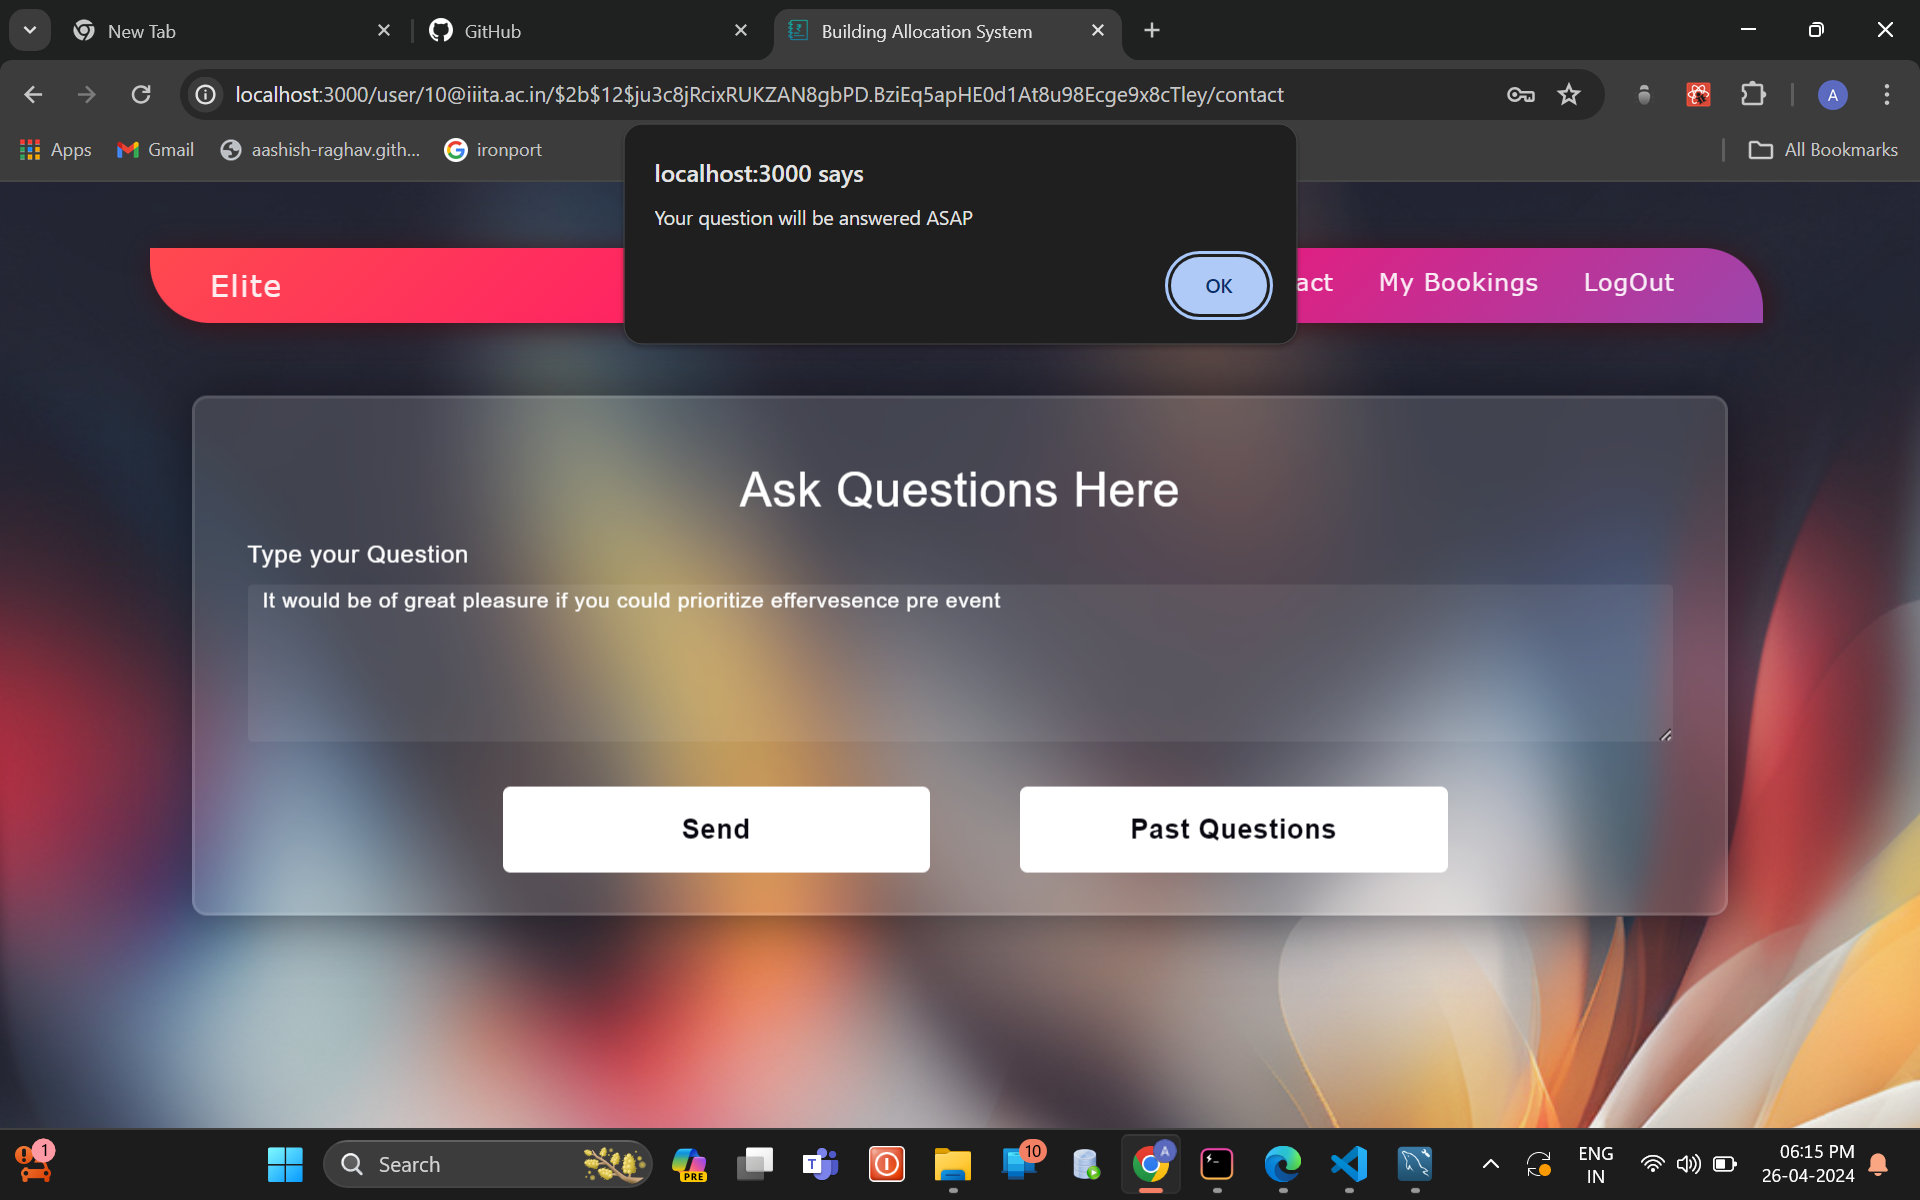 New Tab
GitHub
Building Allocation System
localhost:3000/user/10@iiita.ac.in/$2b$12$ju3c8jRcixRUKZAN8gbPD.BziEq5apHE0d1At8u98Ecge9x8cTley/contact
A
Apps
Gmail
aashish-raghav.gith...
ironport
All Bookmarks
localhost:3000 says
Your question will be answered ASAP
OK
Elite
act
My Bookings
LogOut
Ask Questions Here
Type your Question
It would be of great pleasure if you could prioritize effervesence pre event
Send
Past Questions
1
Search
PRE
T
10
A
ENG
IN
06:15 PM
26-04-2024